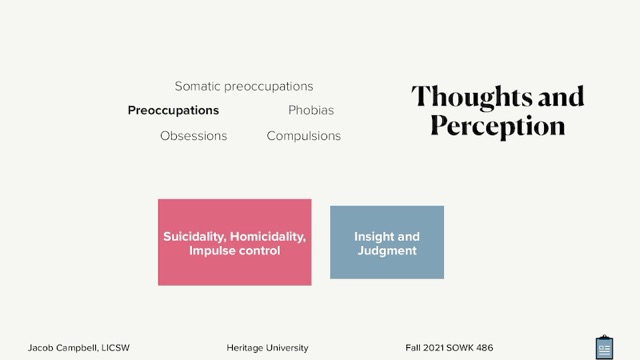 Somatic preoccupations
Preoccupations
Phobias
Obsessions
Compulsions
Thoughts and
Perception
Suicidality, Homicidality,
Impulse control
Insight and
Judgment
Jacob Campbell, LICSW
Heritage University
Fall 2021 SOWK 486